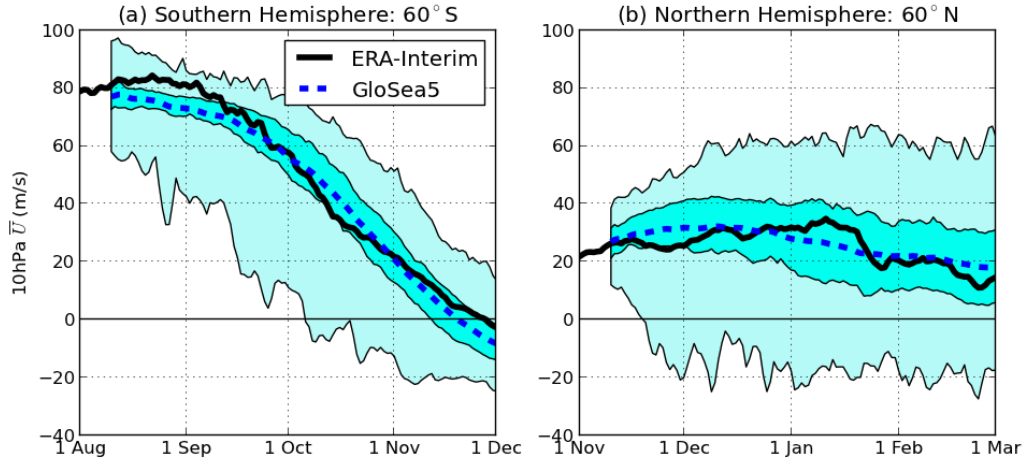 (a) Southern Hemisphere: 60°S
(b) Northern Hemisphere: 60°N
ERA-Interim
GloSea5
10hPa U̅ (m/s)
100
80
60
40
20
0
−20
−40
1 Aug 1 Sep 1 Oct 1 Nov 1 Dec
100
80
60
40
20
0
−20
−40
1 Nov 1 Dec 1 Jan 1 Feb 1 Mar